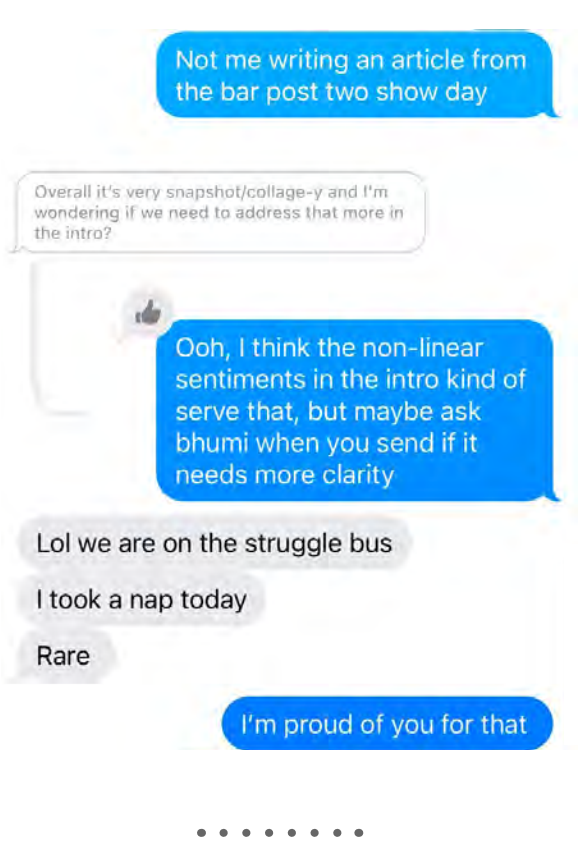 Not me writing an article from
the bar post two show day
Overall it's very snapshot/collage-y and I'm
wondering if we need to address that more in
the intro?
Ooh, I think the non-linear
sentiments in the intro kind of
serve that, but maybe ask
bhumi when you send if it
needs more clarity
Lol we are on the struggle bus
I took a nap today
Rare
I'm proud of you for that